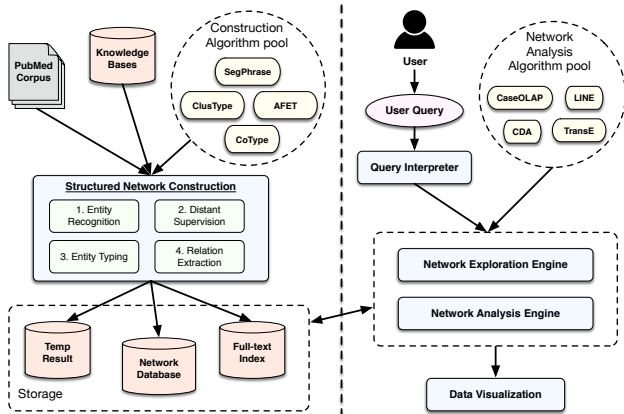 PubMed
Corpus
Knowledge
Bases
Construction
Algorithm pool
SegPhrase
ClusType
AFET
CoType
Structured Network Construction
1. Entity
Recognition
2. Distant
Supervision
3. Entity Typing
4. Relation
Extraction
Temp
Result
Network
Database
Full-text
Index
Storage
User
User Query
Query Interpreter
Network
Analysis
Algorithm pool
CaseOLAP
LINE
CDA
TransE
Network Exploration Engine
Network Analysis Engine
Data Visualization